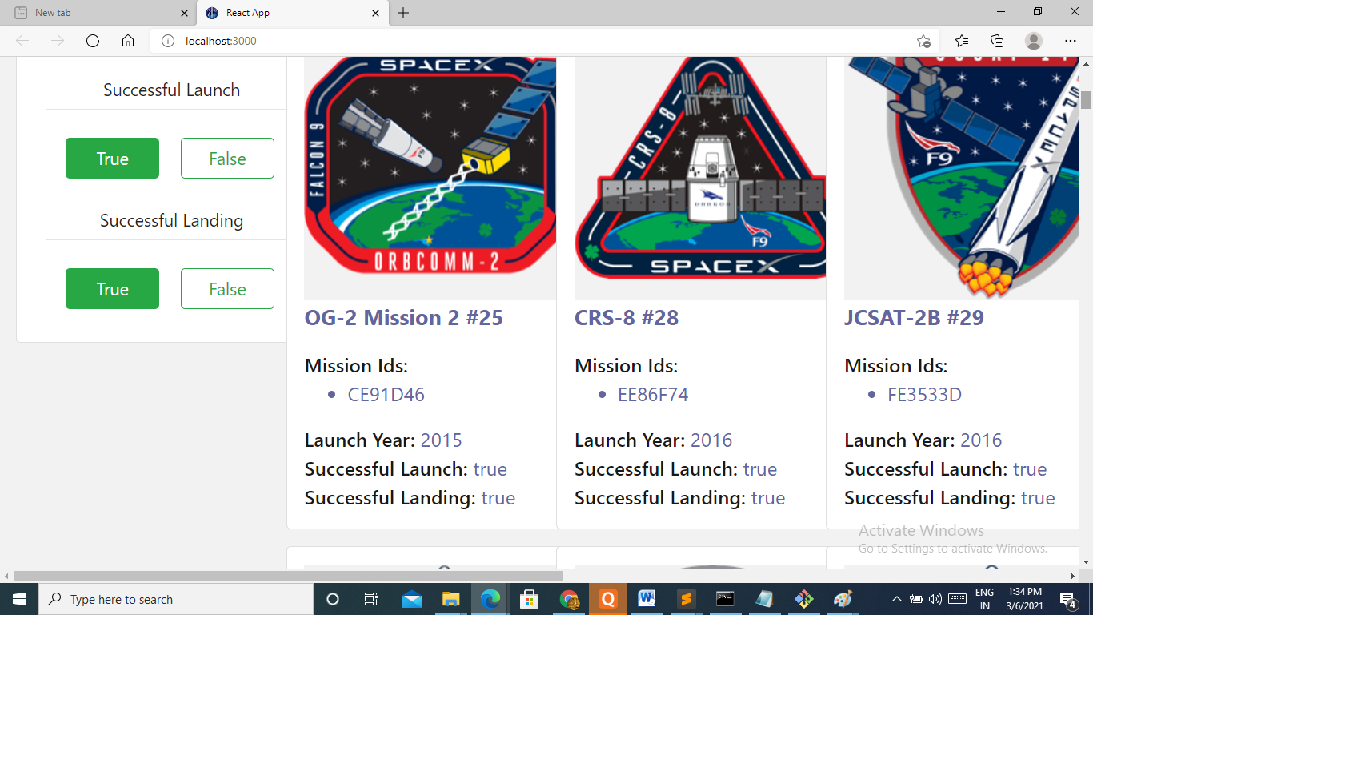 New tab
React App
localhost:3000
Successful Launch
True
False
Successful Landing
True
False
SPACEX
FALCON 9
ORBCOMM-2
CRS-8
DRAGON
F9
SPACEX
F9
OG-2 Mission 2 #25
Mission Ids:
CE91D46
Launch Year: 2015
Successful Launch: true
Successful Landing: true
CRS-8 #28
Mission Ids:
EE86F74
Launch Year: 2016
Successful Launch: true
Successful Landing: true
JCSAT-2B #29
Mission Ids:
FE3533D
Launch Year: 2016
Successful Launch: true
Successful Landing: true
Activate Windows
Go to Settings to activate Windows.
Type here to search
ENG
IN
1:34 PM
3/6/2021
4